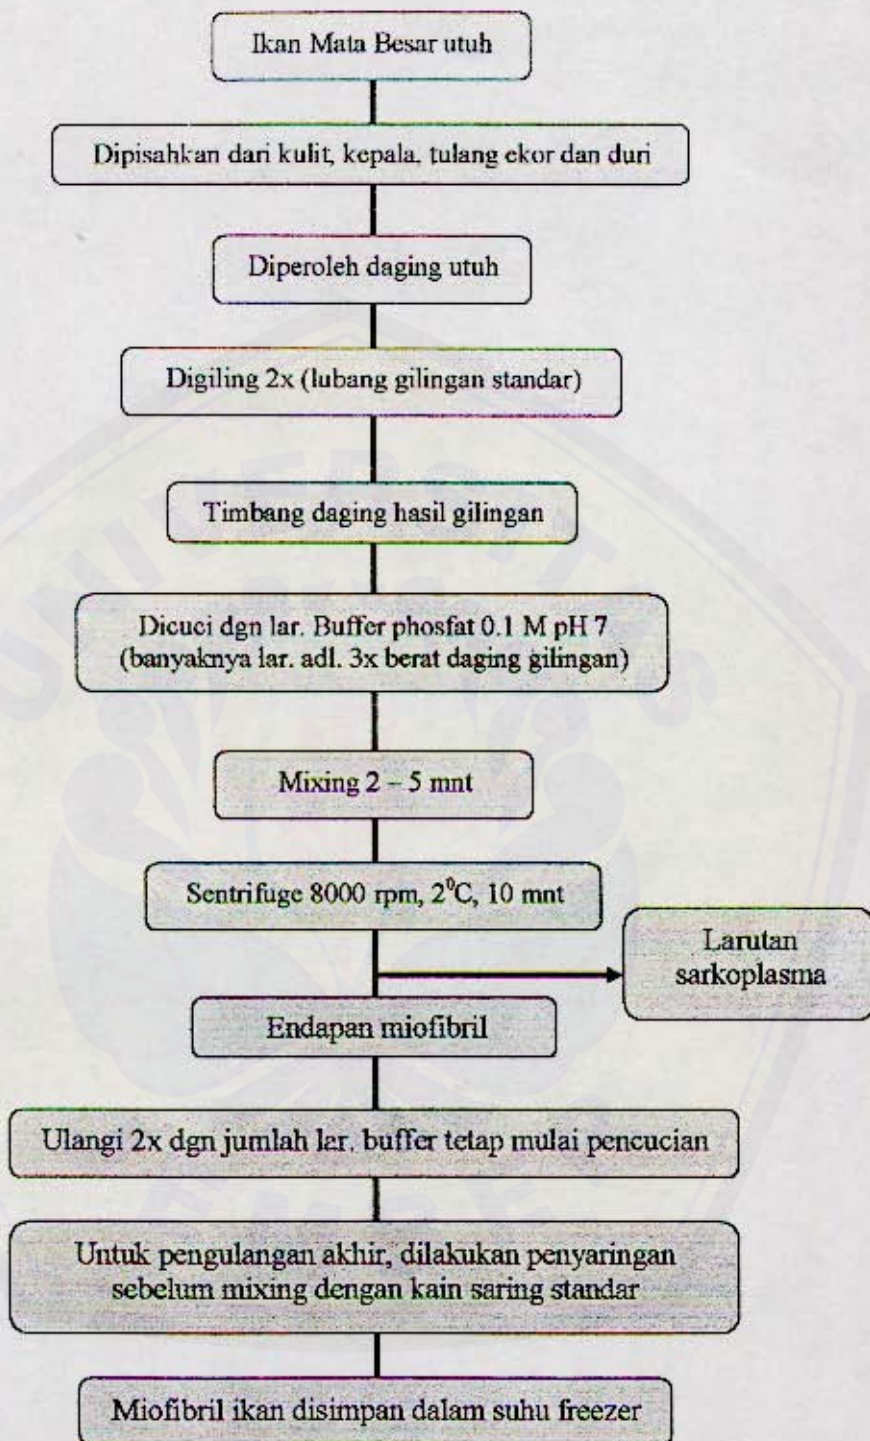 Ikan Mata Besar utuh
Dipisahkan dari kulit, kepala, tulang ekor dan duri
Diperoleh daging utuh
Digiling 2x (lubang gilingan standar)
Timbang daging hasil gilingan
Dicuci dgn lar. Buffer phosfat 0.1 M pH 7
(banyaknya lar. adl. 3x berat daging gilingan)
Mixing 2 – 5 mnt
Sentrifuge 8000 rpm, 2⁰C, 10 mnt
Larutan
sarkoplasma
Endapan miofibril
Ulangi 2x dgn jumlah lar. buffer tetap mulai pencucian
Untuk pengulangan akhir, dilakukan penyaringan
sebelum mixing dengan kain saring standar
Miofibril ikan disimpan dalam suhu freezer
UNIVERSITAS
JEMBER